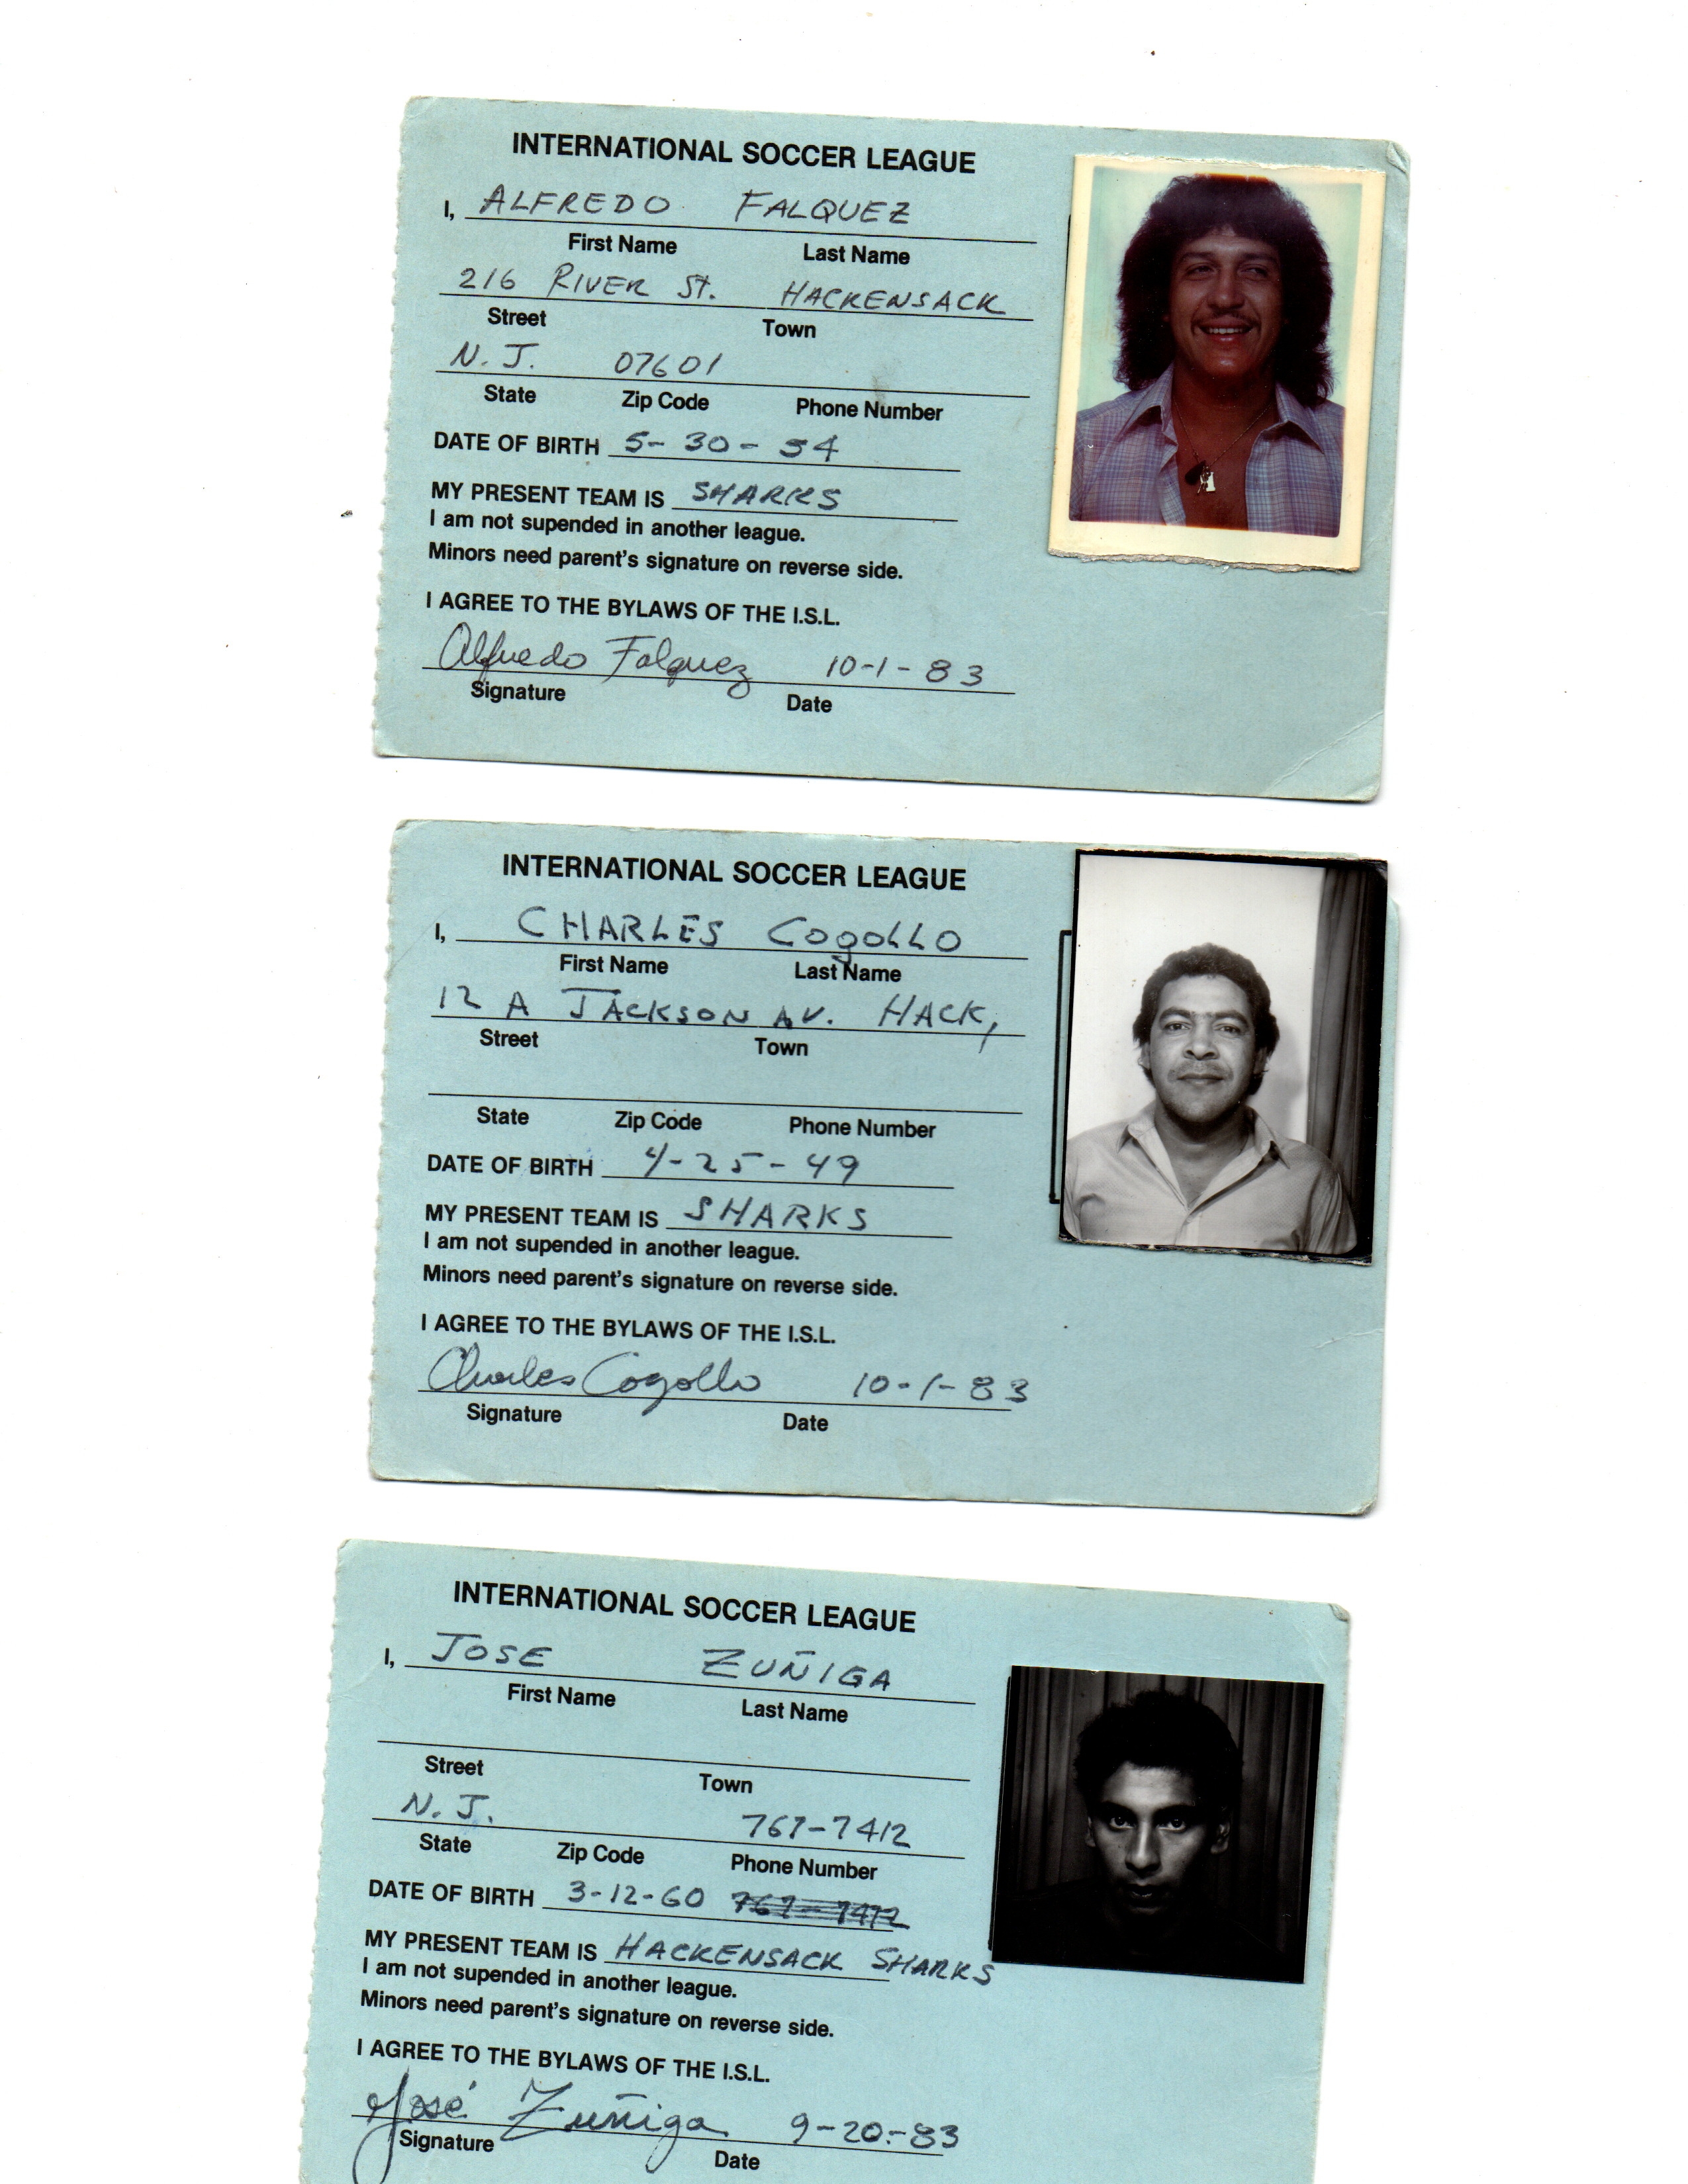 INTERNATIONAL SOCCER LEAGUE
I, ALFREDO FALQUEZ
First Name Last Name
216 RIVER St. HACKENSACK
Street Town
N. J. 07601
State Zip Code Phone Number
DATE OF BIRTH 5-30-54
MY PRESENT TEAM IS SHARKS
I am not supended in another league.
Minors need parent's signature on reverse side.
I AGREE TO THE BYLAWS OF THE I.S.L.
Alfredo Falquez 10-1-83
Signature Date
INTERNATIONAL SOCCER LEAGUE
I, CHARLES COgOLLO
First Name Last Name
12 A JACKSON AV. HACK,
Street Town
State Zip Code Phone Number
DATE OF BIRTH 4-25-49
MY PRESENT TEAM IS SHARKS
I am not supended in another league.
Minors need parent's signature on reverse side.
I AGREE TO THE BYLAWS OF THE I.S.L.
Charles Cogollo 10-1-83
Signature Date
INTERNATIONAL SOCCER LEAGUE
I, JOSE ZUÑIGA
First Name Last Name
Street Town
N. J. 767-7412
State Zip Code Phone Number
DATE OF BIRTH 3-12-60 767-7412
MY PRESENT TEAM IS HACKENSACK SHARKS
I am not supended in another league.
Minors need parent's signature on reverse side.
I AGREE TO THE BYLAWS OF THE I.S.L.
José Zuñiga 9-20-83
Signature Date